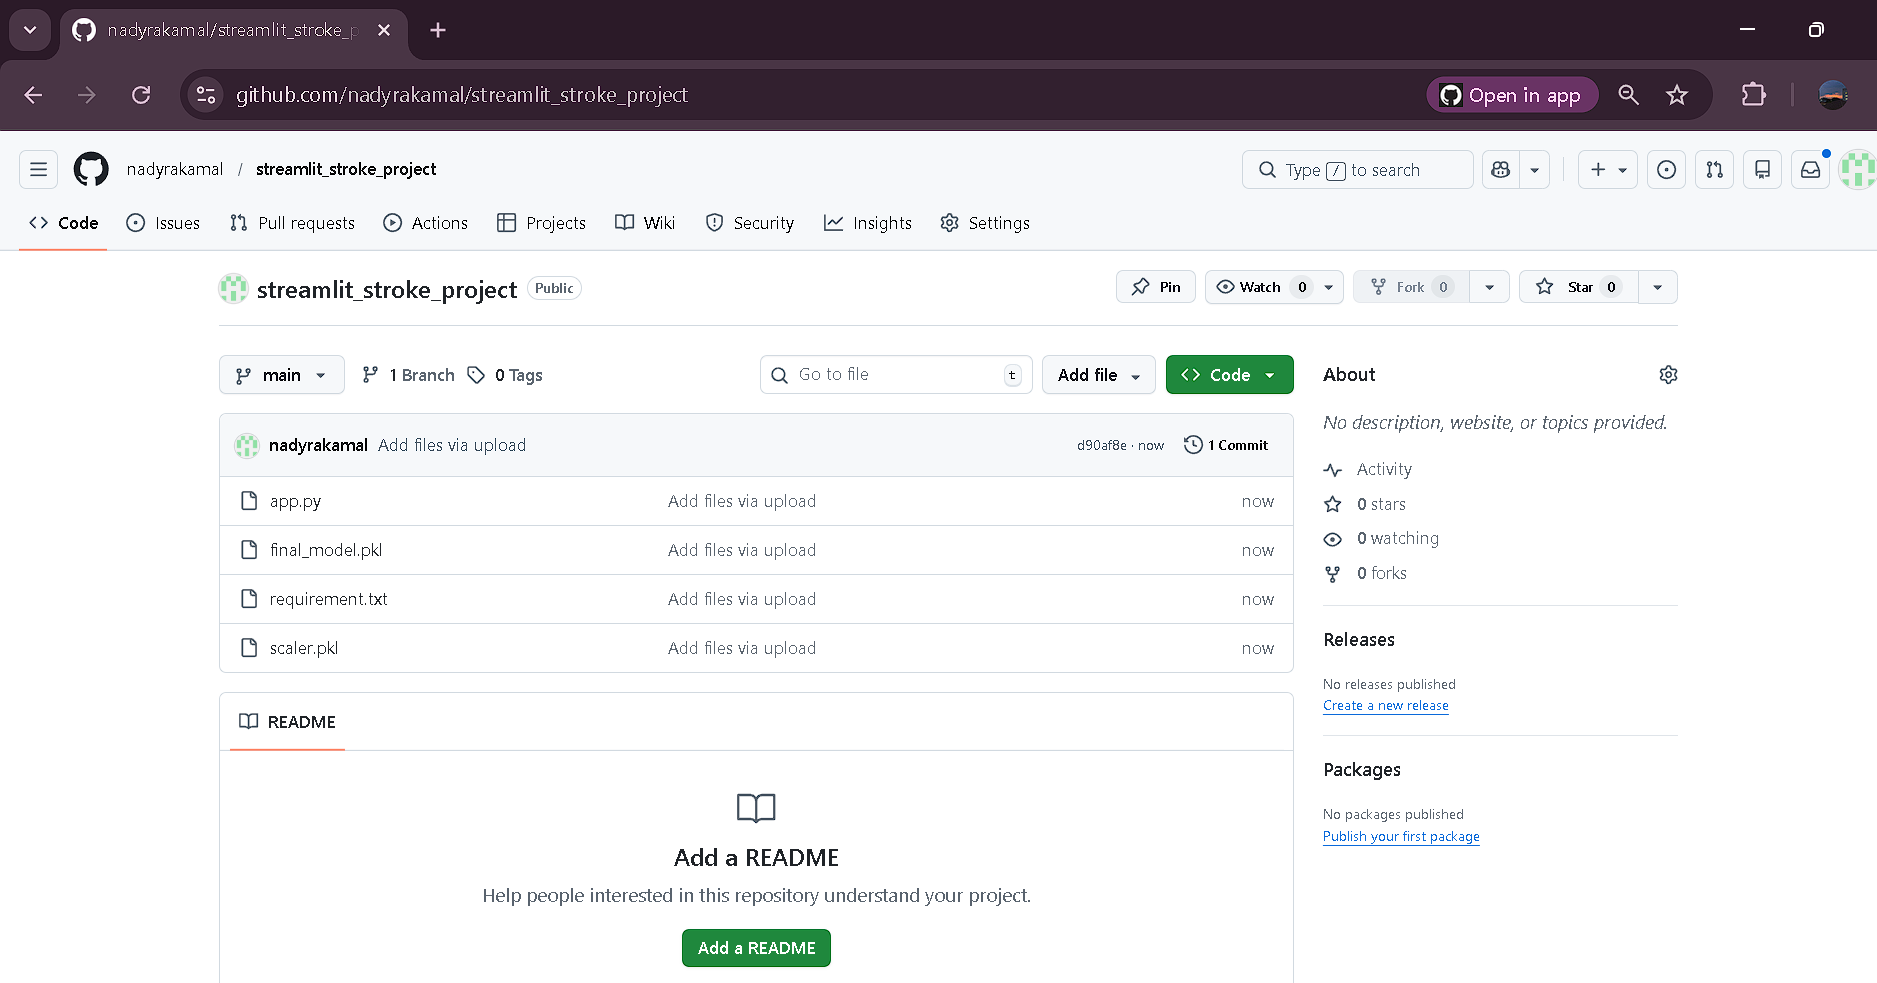 nadyrakamal/streamlit_stroke_p
github.com/nadyrakamal/streamlit_stroke_project
Open in app
nadyrakamal / streamlit_stroke_project
Type / to search
Code
Issues
Pull requests
Actions
Projects
Wiki
Security
Insights
Settings
streamlit_stroke_project Public
Pin
Watch 0
Fork 0
Star 0
main
1 Branch
0 Tags
Go to file t
Add file
Code
nadyrakamal Add files via upload d90af8e · now 1 Commit
app.py Add files via upload now
final_model.pkl Add files via upload now
requirement.txt Add files via upload now
scaler.pkl Add files via upload now
README
Add a README
Help people interested in this repository understand your project.
Add a README
About
No description, website, or topics provided.
Activity
0 stars
0 watching
0 forks
Releases
No releases published
Create a new release
Packages
No packages published
Publish your first package